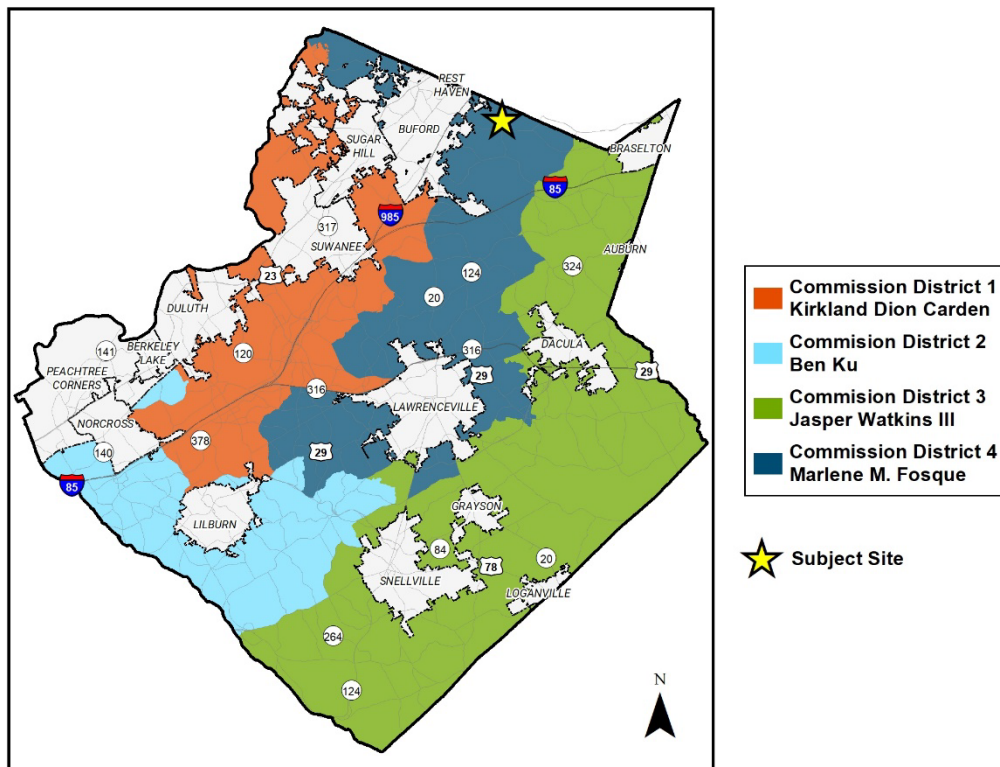 REST
HAVEN
BUFORD
SUGAR
HILL
BRASELTON
85
985
317
SUWANEE
AUBURN
23
124
324
20
DULUTH
BERKELEY
LAKE
141
PEACHTREE
CORNERS
120
316
DACULA
29
29
316
LAWRENCEVILLE
NORCROSS
378
140
29
85
LILBURN
GRAYSON
84
78
20
SNELLVILLE
LOGANVILLE
264
124
N
Commission District 1
Kirkland Dion Carden
Commision District 2
Ben Ku
Commission District 3
Jasper Watkins III
Commission District 4
Marlene M. Fosque
Subject Site